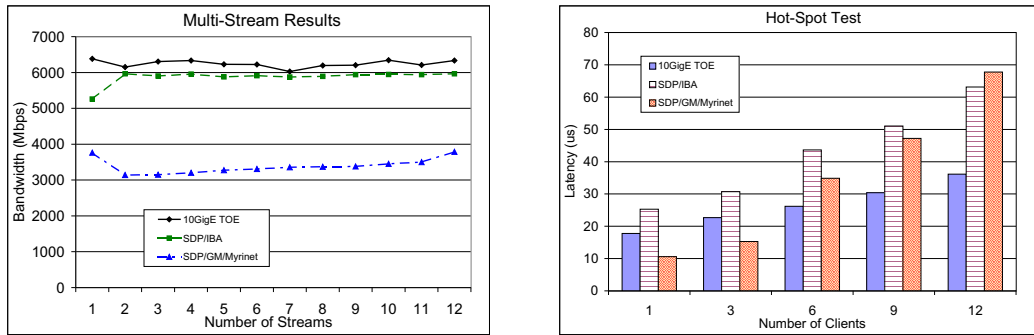 Multi-Stream Results
7000
6000
5000
4000
3000
2000
1000
0
Bandwidth (Mbps)
10GigE TOE
SDP/IBA
SDP/GM/Myrinet
1 2 3 4 5 6 7 8 9 10 11 12
Number of Streams
Hot-Spot Test
80
70
60
50
40
30
20
10
0
Latency (us)
10GigE TOE
SDP/IBA
SDP/GM/Myrinet
1 3 6 9 12
Number of Clients